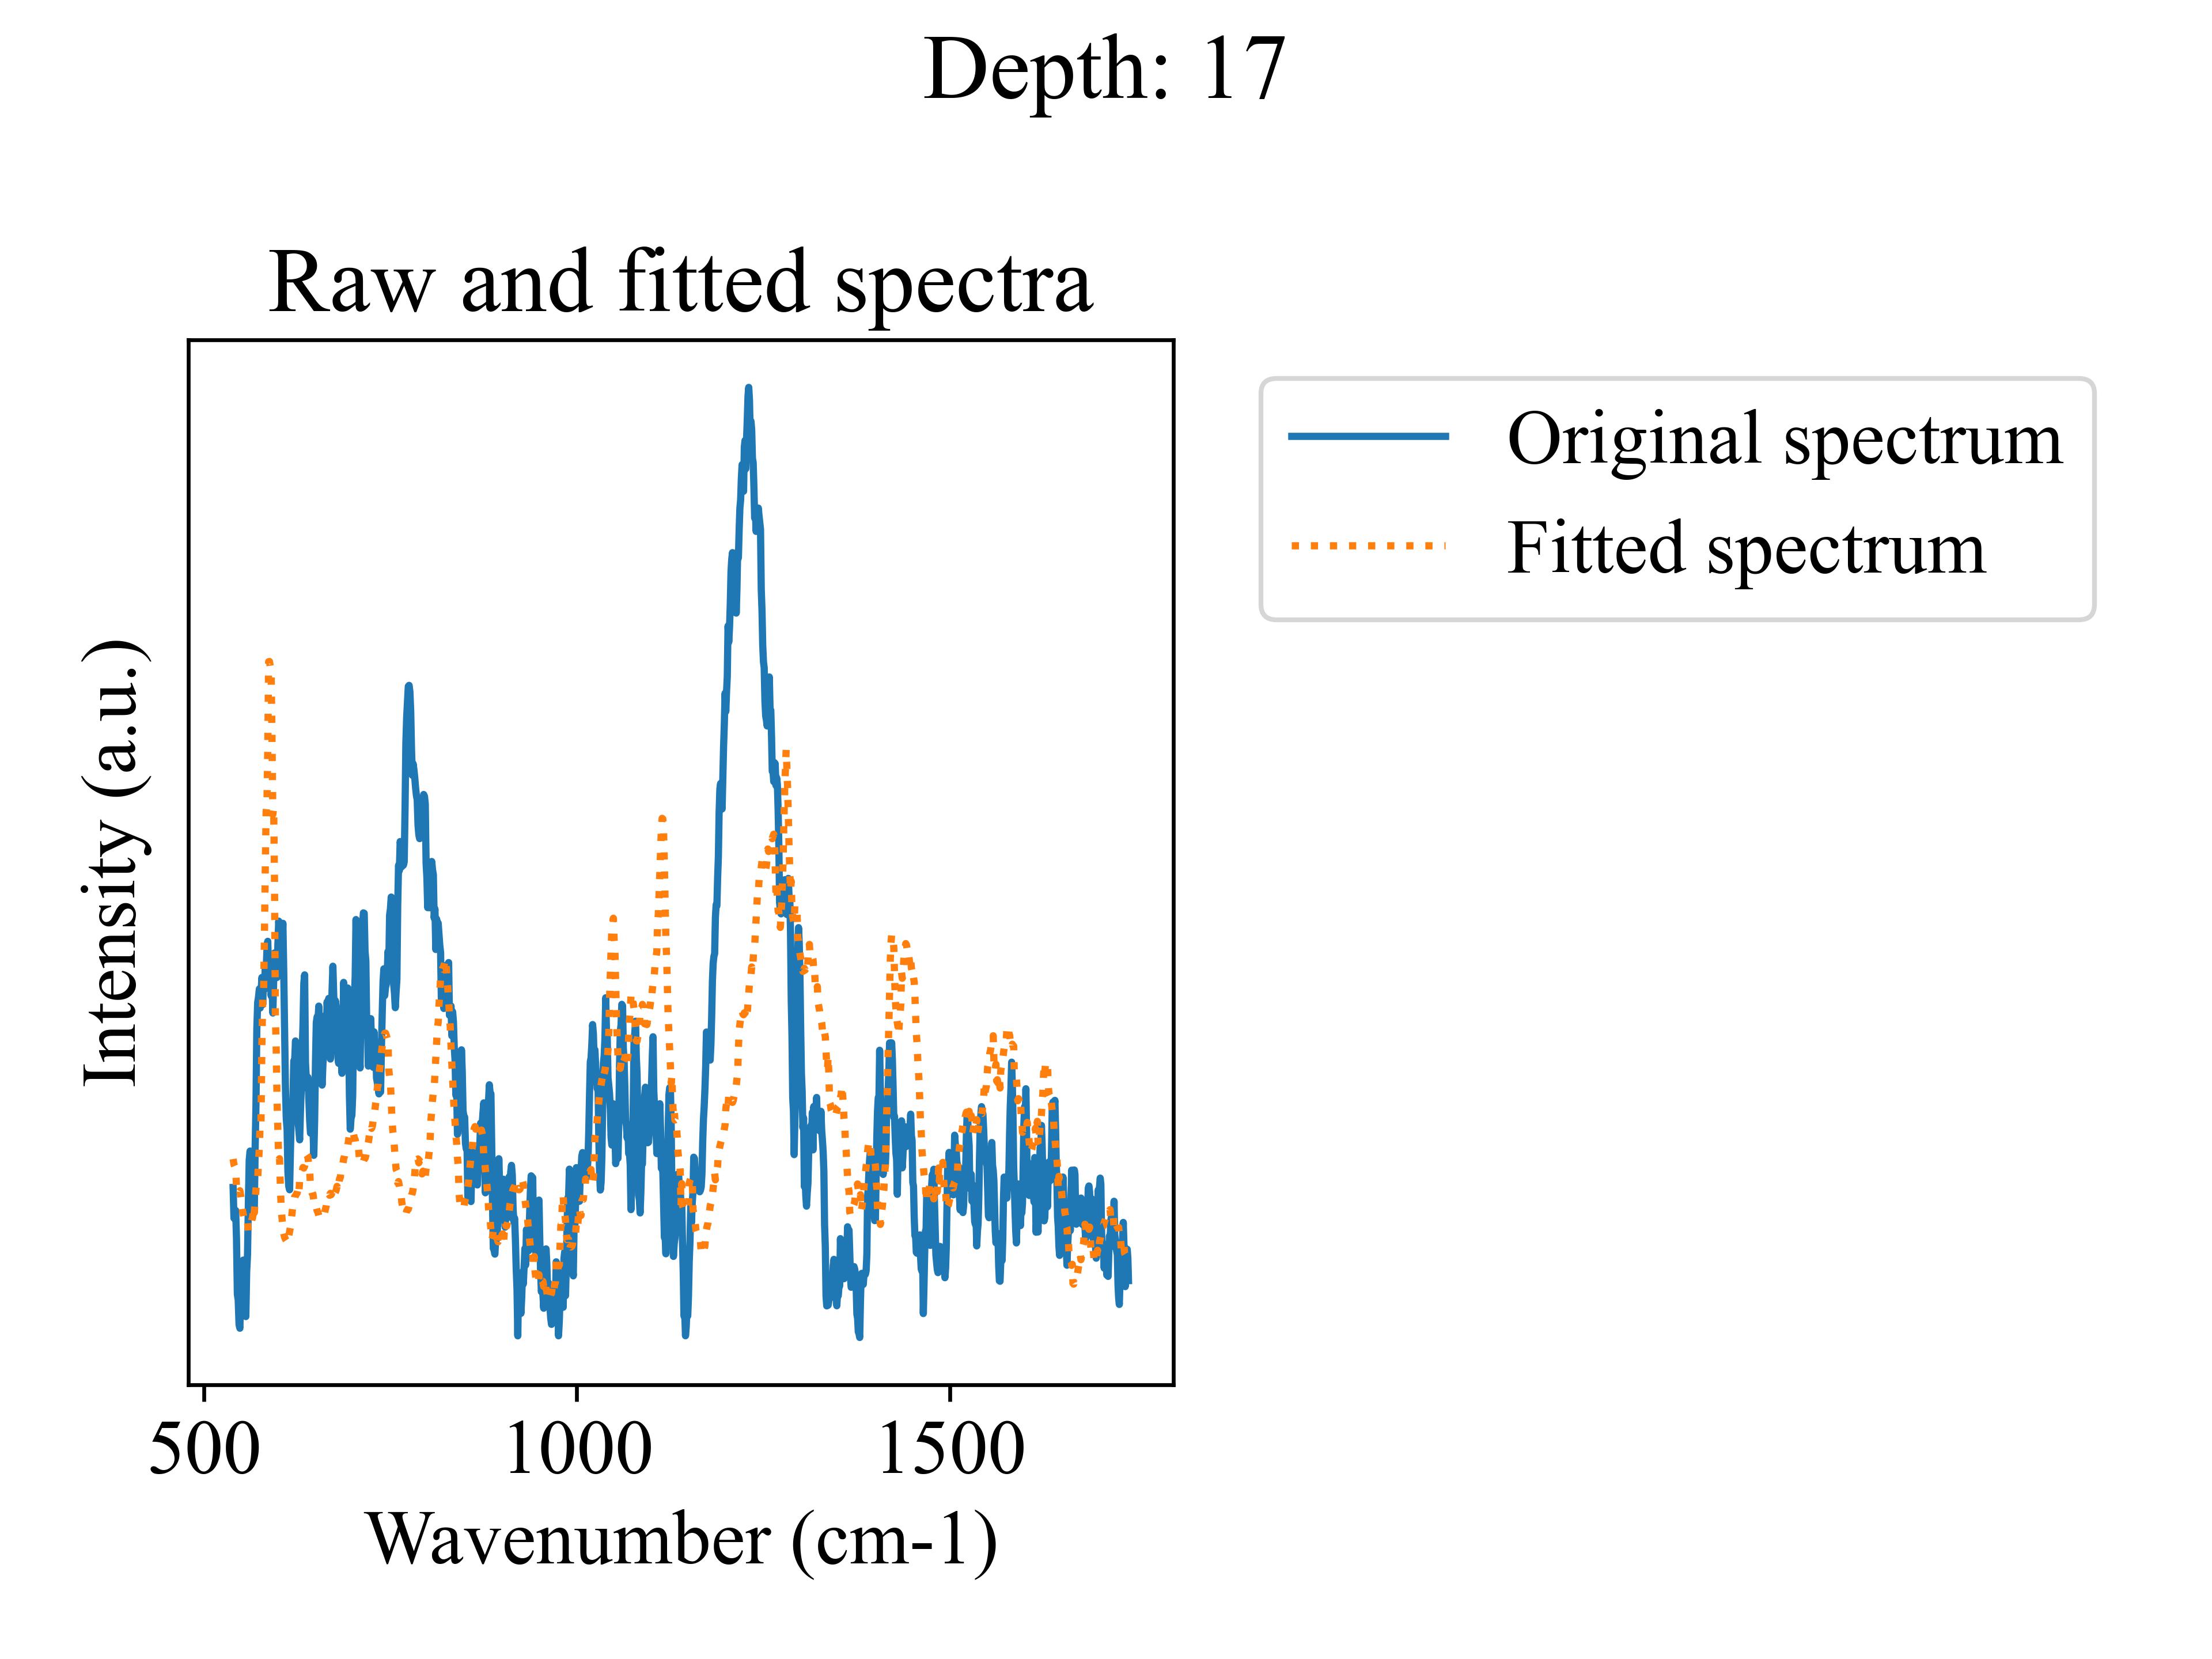 Depth: 17
Raw and fitted spectra
Original spectrum
Fitted spectrum
Intensity (a.u.)
500 1000 1500
Wavenumber (cm-1)